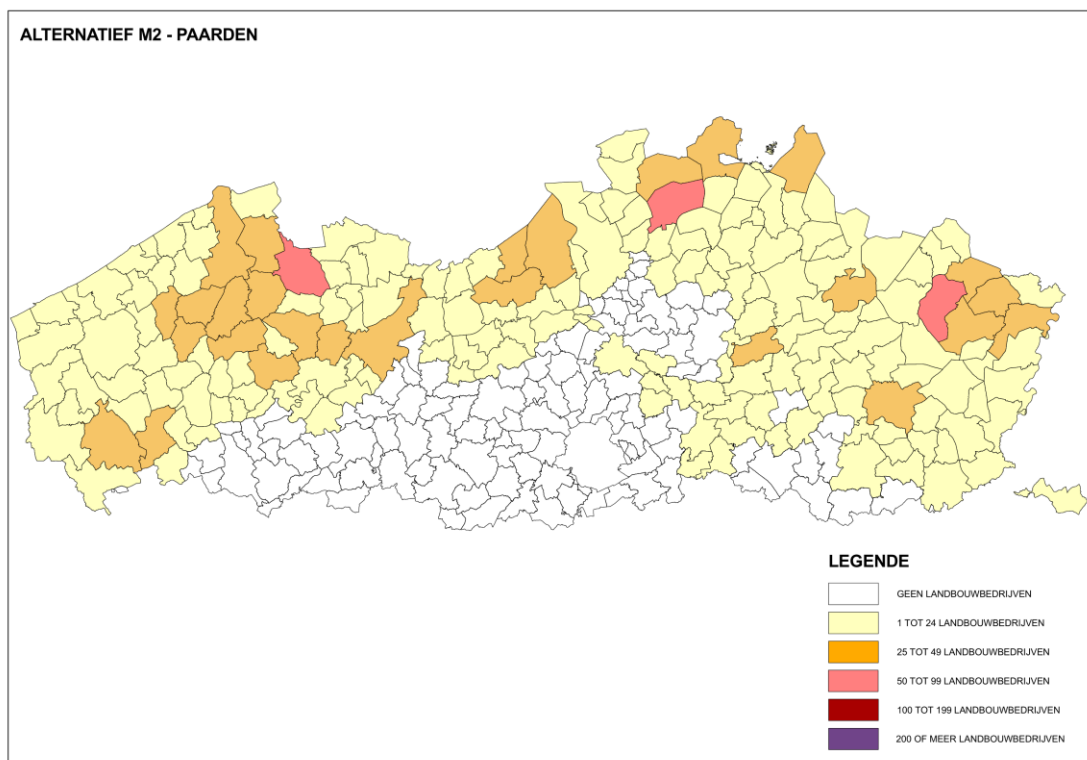 ALTERNATIEF M2 - PAARDEN
LEGENDE
GEEN LANDBOUWBEDRIJVEN
1 TOT 24 LANDBOUWBEDRIJVEN
25 TOT 49 LANDBOUWBEDRIJVEN
50 TOT 99 LANDBOUWBEDRIJVEN
100 TOT 199 LANDBOUWBEDRIJVEN
200 OF MEER LANDBOUWBEDRIJVEN